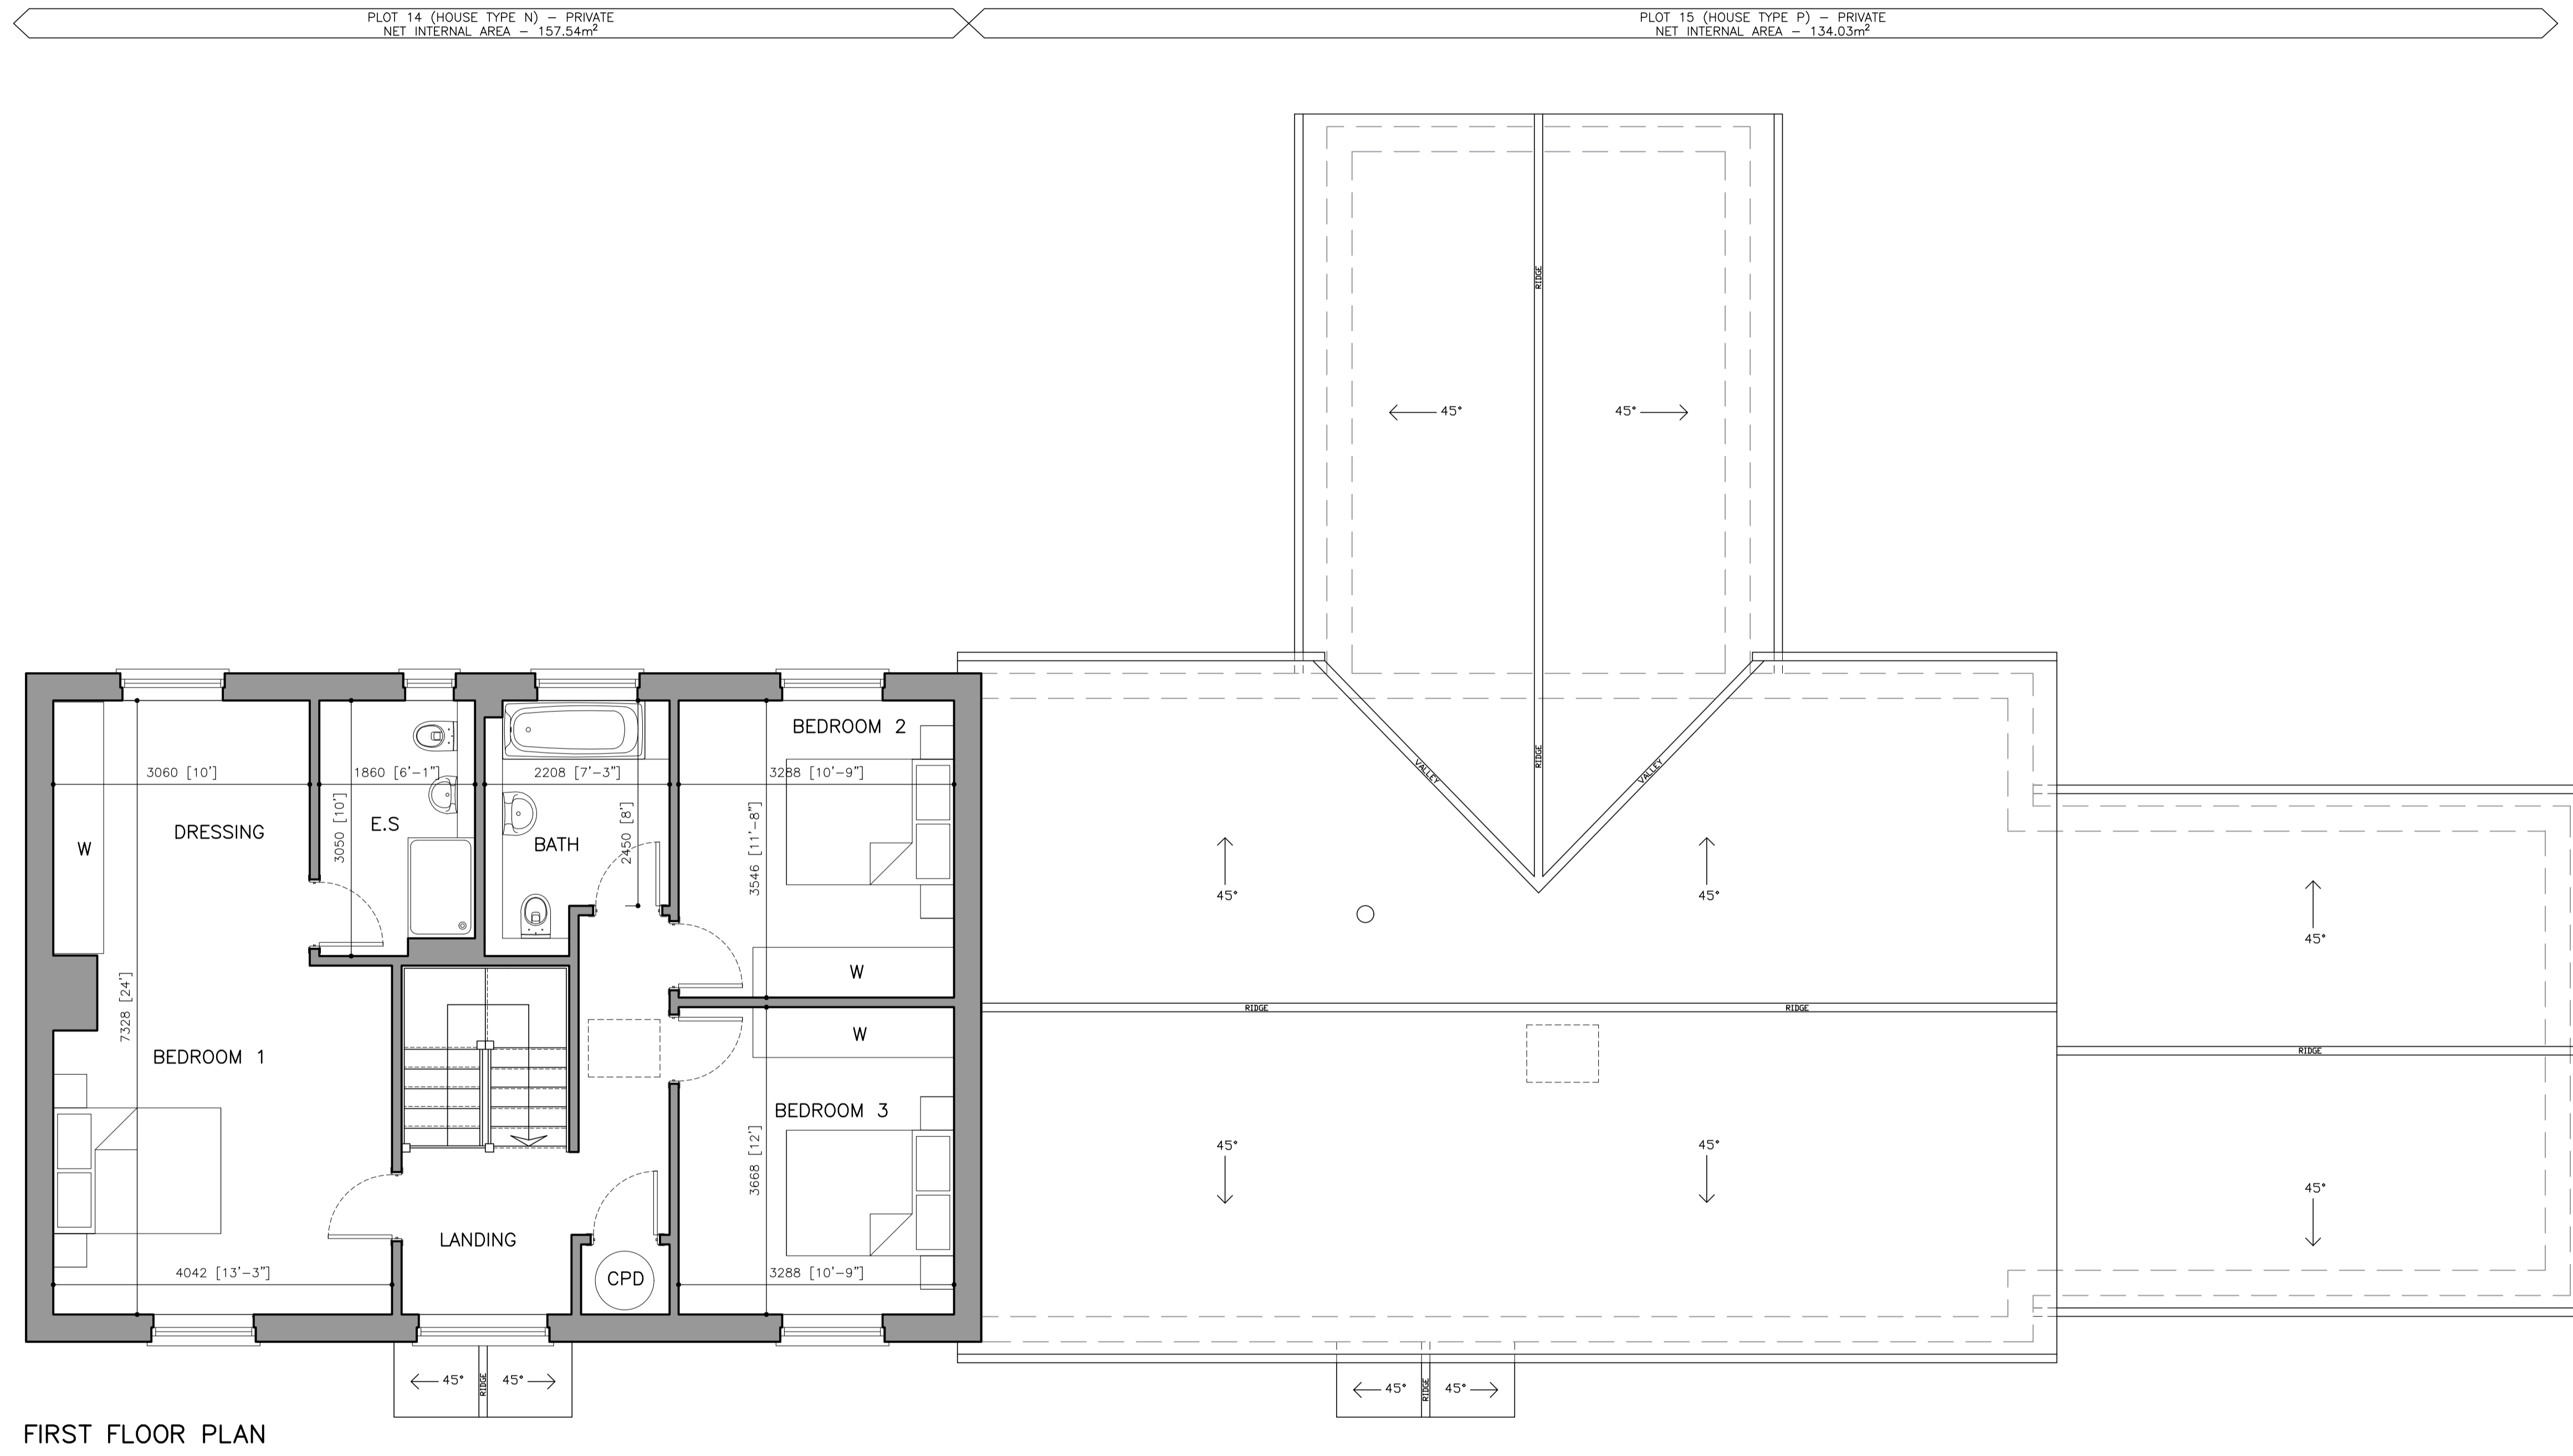 PLOT 14 (HOUSE TYPE N) – PRIVATE
NET INTERNAL AREA – 157.54m²
PLOT 15 (HOUSE TYPE P) – PRIVATE
NET INTERNAL AREA – 134.03m²
RIDGE
45°
45°
BEDROOM 2
3060 [10']
1860 [6'-1"]
2208 [7'-3"]
3288 [10'-9"]
VALLEY
RIDGE
VALLEY
W
DRESSING
3050 [10']
E.S
BATH
2450 [8']
3546 [11'-8"]
45°
45°
45°
W
7328 [24']
RIDGE
RIDGE
W
BEDROOM 1
RIDGE
BEDROOM 3
3668 [12']
45°
45°
45°
LANDING
4042 [13'-3"]
CPD
3288 [10'-9"]
45°
RIDGE
45°
45°
RIDGE
45°
FIRST FLOOR PLAN